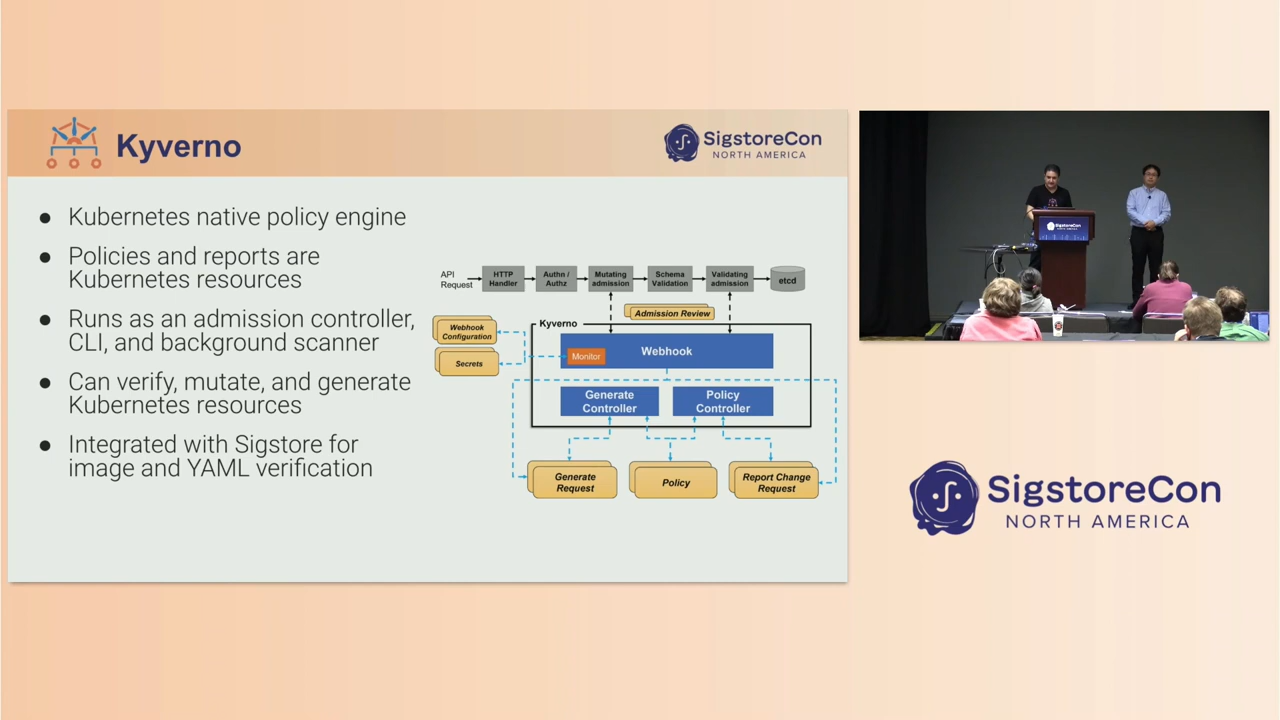 Kyverno
SigstoreCon
NORTH AMERICA
● Kubernetes native policy engine
● Policies and reports are
Kubernetes resources
● Runs as an admission controller,
CLI, and background scanner
● Can verify, mutate, and generate
Kubernetes resources
● Integrated with Sigstore for
image and YAML verification
API
Request
HTTP
Handler
Authn /
Authz
Mutating
admission
Schema
Validation
Validating
admission
etcd
Admission Review
Kyverno
Webhook
Configuration
Secrets
Monitor
Webhook
Generate
Controller
Policy
Controller
Generate
Request
Policy
Report Change
Request
SigstoreCon
SigstoreCon
NORTH AMERICA